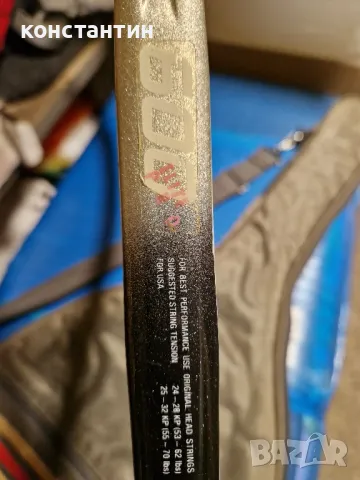 константин
600
FOR BEST PERFORMANCE USE ORIGINAL HEAD STRINGS
SUGGESTED STRING TENSION
24 – 28 KP (53 – 62 lbs)
FOR USA.
25 – 32 KP (55 – 70 lbs)
BAZAR
bg